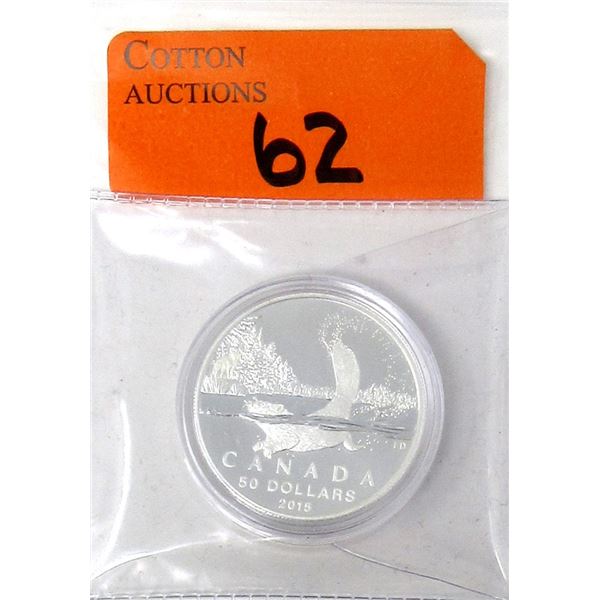 COTTON
AUCTIONS
62
CANADA
50 DOLLARS
2015